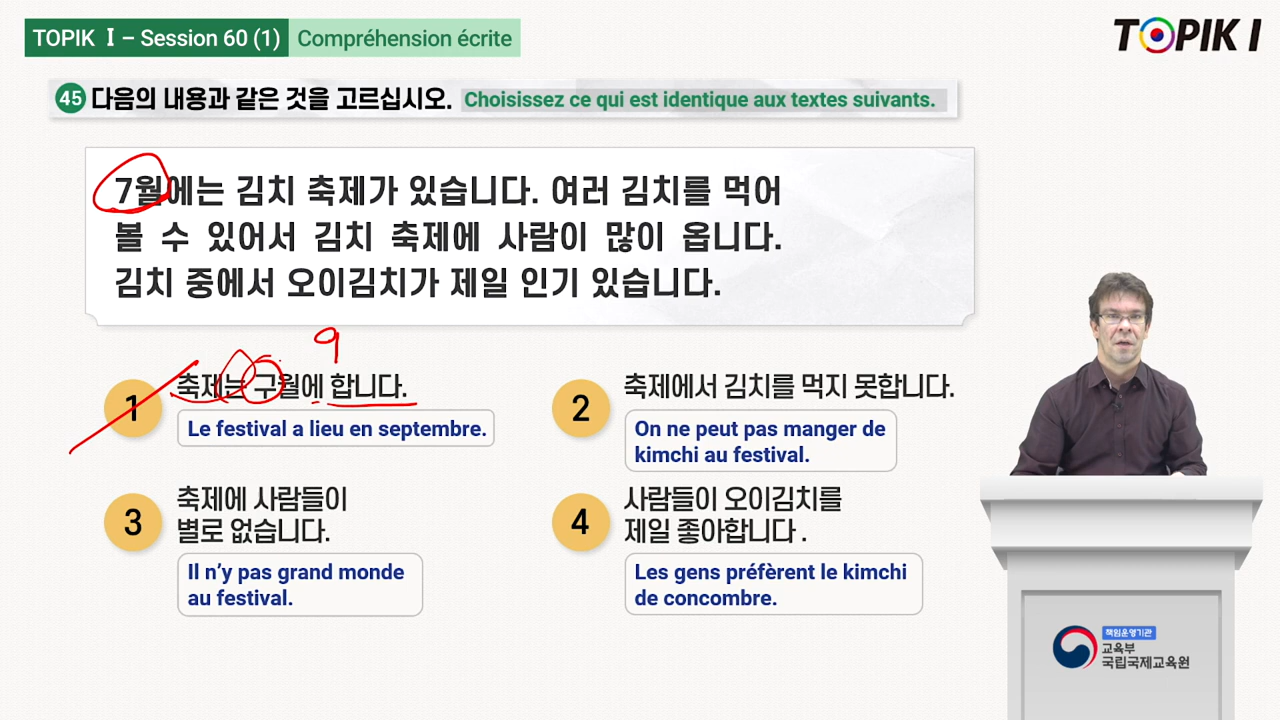 TOPIK Ⅰ – Session 60 (1) Compréhension écrite
TOPIK I
45 다음의 내용과 같은 것을 고르십시오. Choisissez ce qui est identique aux textes suivants.
7월에는 김치 축제가 있습니다. 여러 김치를 먹어
볼 수 있어서 김치 축제에 사람이 많이 옵니다.
김치 중에서 오이김치가 제일 인기 있습니다.
9
1 축제는 구월에 합니다.
Le festival a lieu en septembre.
2 축제에서 김치를 먹지 못합니다.
On ne peut pas manger de
kimchi au festival.
3 축제에 사람들이
별로 없습니다.
Il n’y pas grand monde
au festival.
4 사람들이 오이김치를
제일 좋아합니다 .
Les gens préfèrent le kimchi
de concombre.
책임운영기관
교육부
국립국제교육원